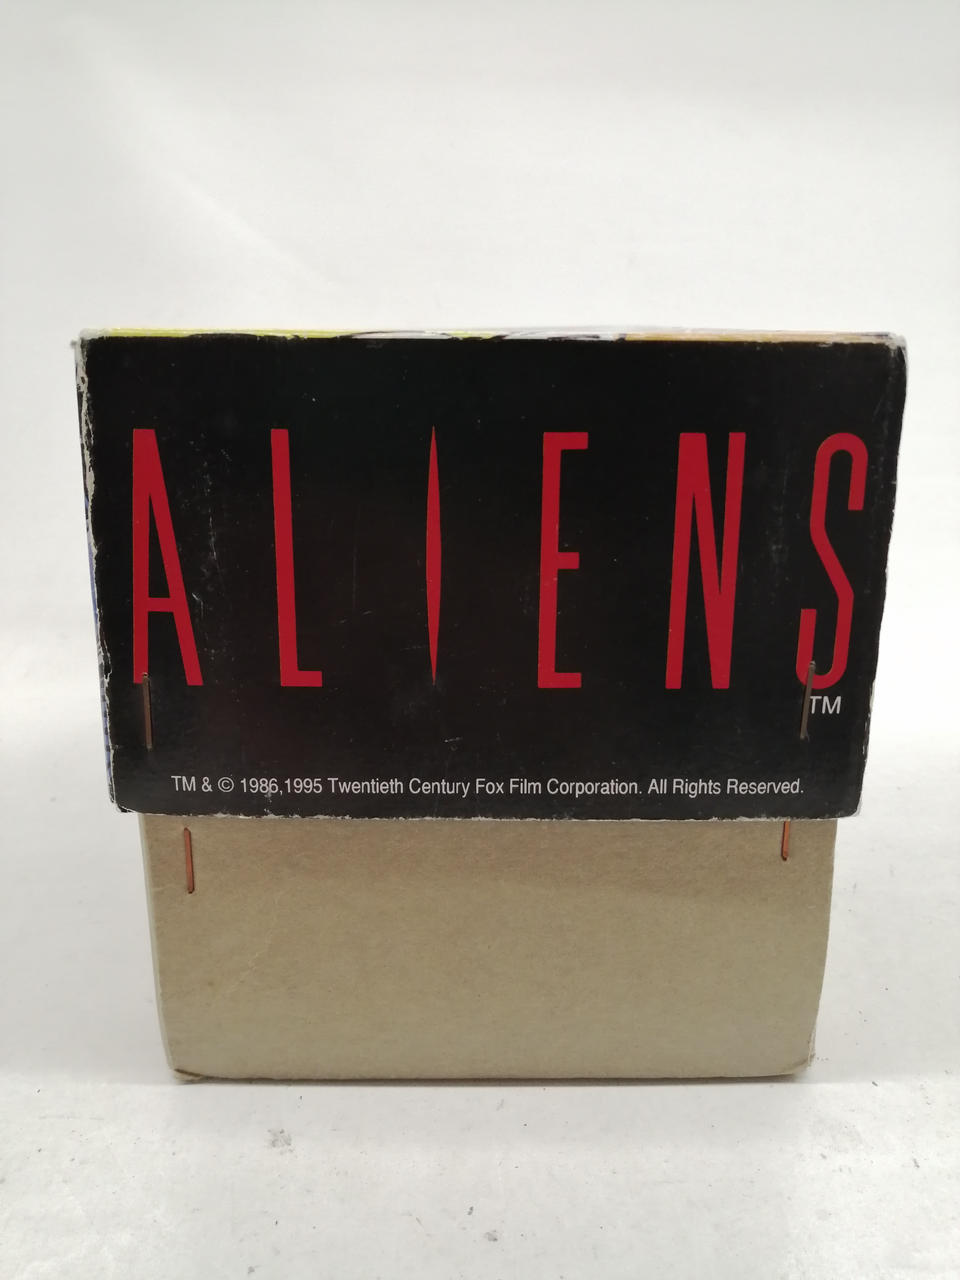 ALIENS
TM
TM & © 1986,1995 Twentieth Century Fox Film Corporation. All Rights Reserved.